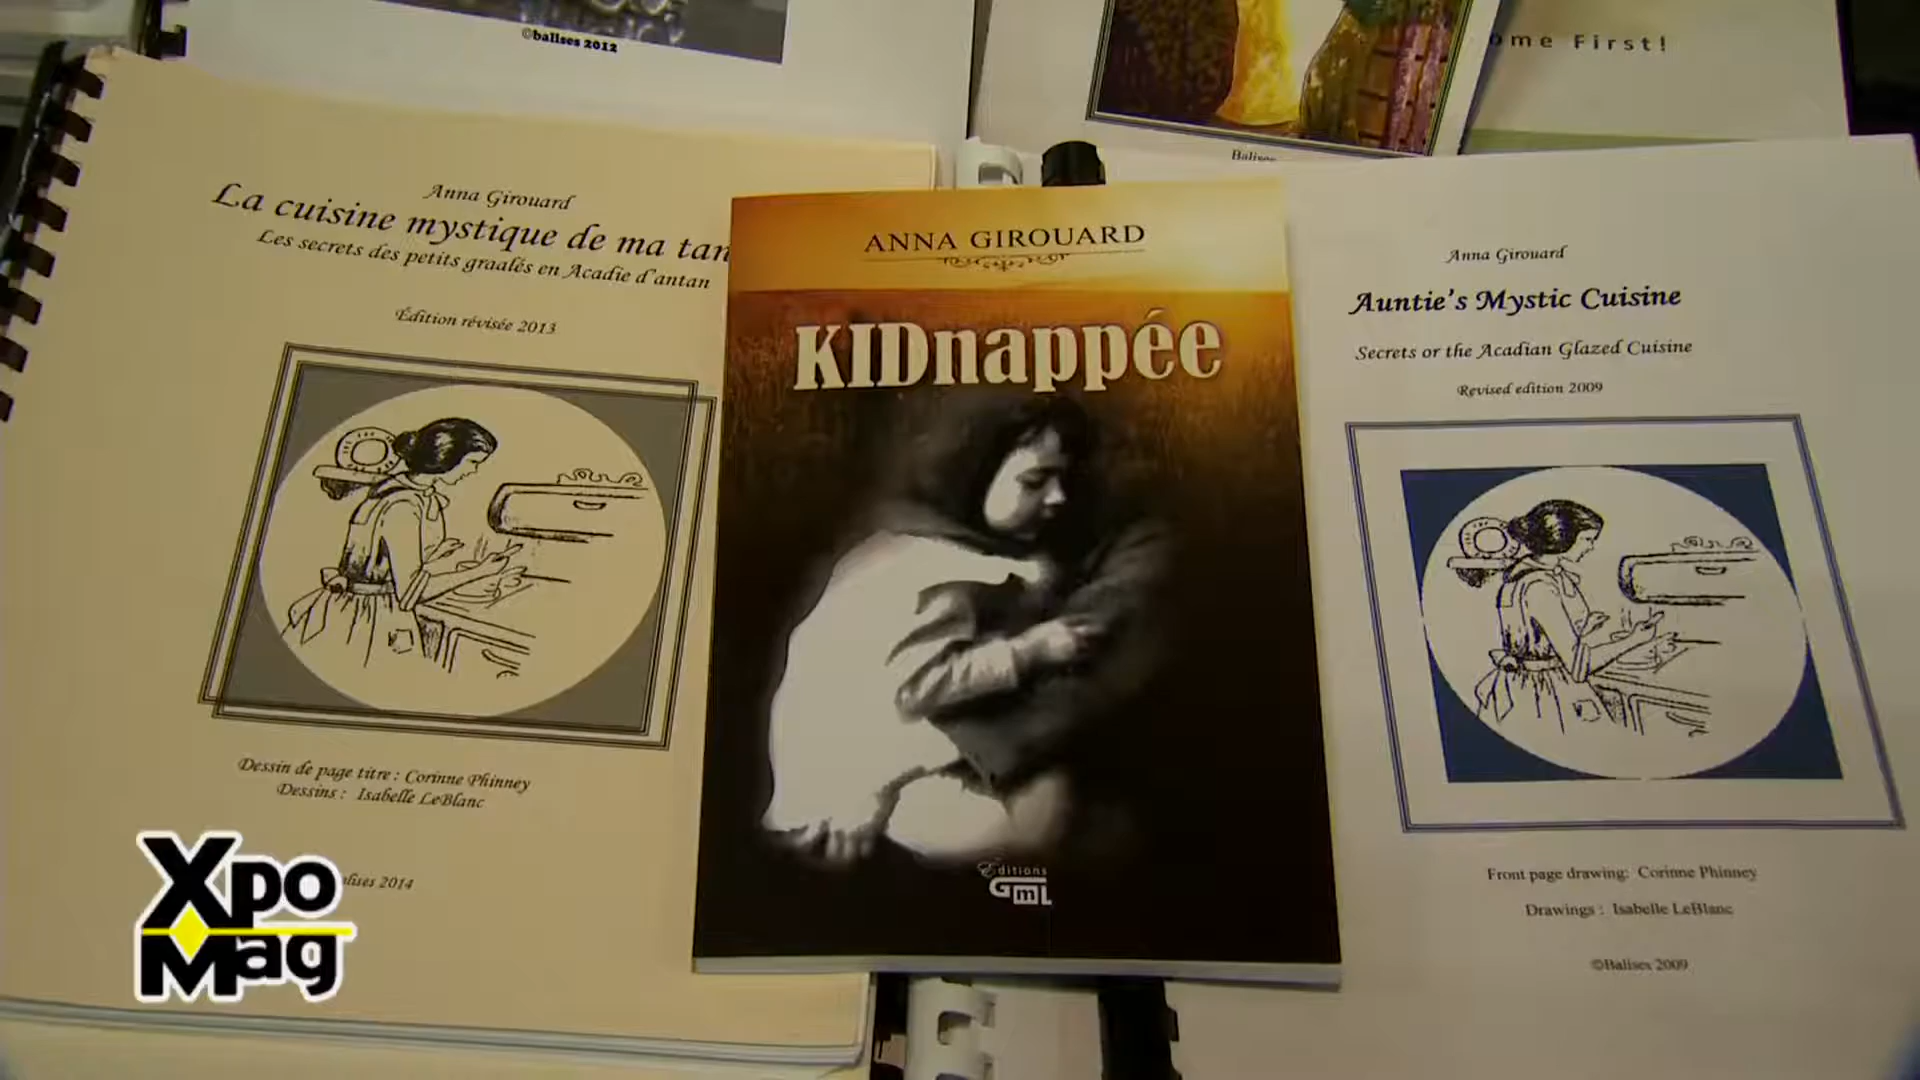 ©balises 2012
ome First!
Balises
Anna Girouard
La cuisine mystique de ma tan
Les secrets des petits graalés en Acadie d'antan
Édition révisée 2013
Dessin de page titre : Corinne Phinney
Dessins : Isabelle LeBlanc
alises 2014
ANNA GIROUARD
KIDnappée
Éditions
GmL
Anna Girouard
Auntie's Mystic Cuisine
Secrets or the Acadian Glazed Cuisine
Revised edition 2009
Front page drawing: Corinne Phinney
Drawings : Isabelle LeBlanc
©Balises 2009
Xpo
Mag